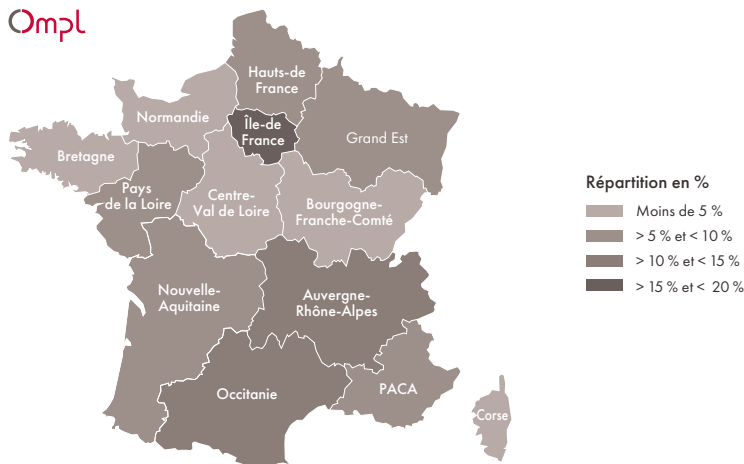 Ompl
Hauts-de
France
Normandie
Île-de
France
Grand Est
Bretagne
Pays
de la Loire
Centre-
Val de Loire
Bourgogne-
Franche-Comté
Répartition en %
Moins de 5 %
> 5 % et < 10 %
> 10 % et < 15 %
> 15 % et < 20 %
Nouvelle-
Aquitaine
Auvergne-
Rhône-Alpes
Occitanie
PACA
Corse